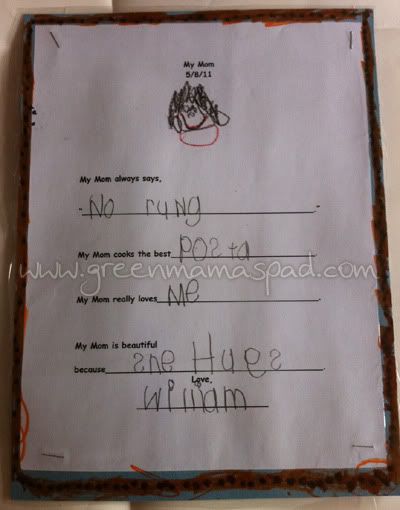 My Mom
5/8/11
My Mom always says,
No rung
My Mom cooks the best posta
www.greenmamaspad.com
My Mom really loves Me
My Mom is beautiful
because she Hugs
Love,
William